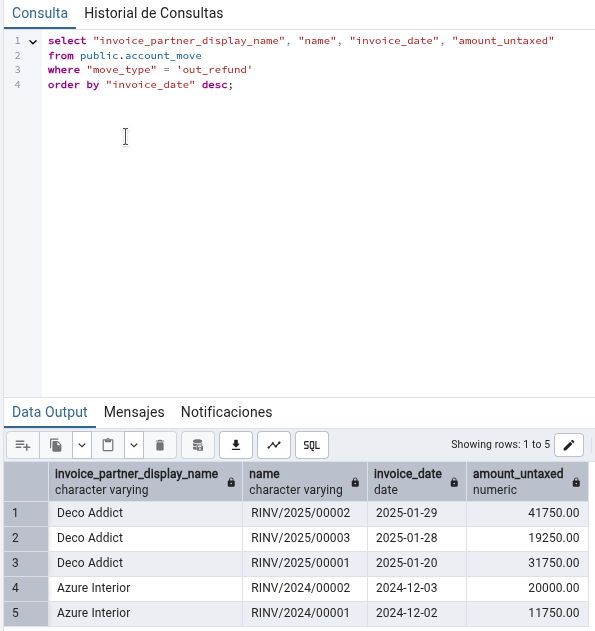 Consulta Historial de Consultas
1 select "invoice_partner_display_name", "name", "invoice_date", "amount_untaxed"
2 from public.account_move
3 where "move_type" = 'out_refund'
4 order by "invoice_date" desc;
Data Output Mensajes Notificaciones
SQL Showing rows: 1 to 5
invoice_partner_display_name name invoice_date amount_untaxed
character varying character varying date numeric
1 Deco Addict RINV/2025/00002 2025-01-29 41750.00
2 Deco Addict RINV/2025/00003 2025-01-28 19250.00
3 Deco Addict RINV/2025/00001 2025-01-20 31750.00
4 Azure Interior RINV/2024/00002 2024-12-03 20000.00
5 Azure Interior RINV/2024/00001 2024-12-02 11750.00